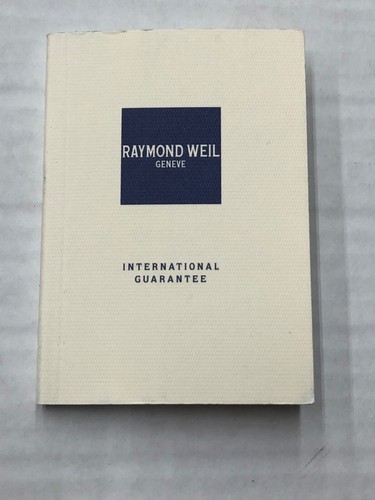 RAYMOND WEIL
GENEVE
INTERNATIONAL
GUARANTEE